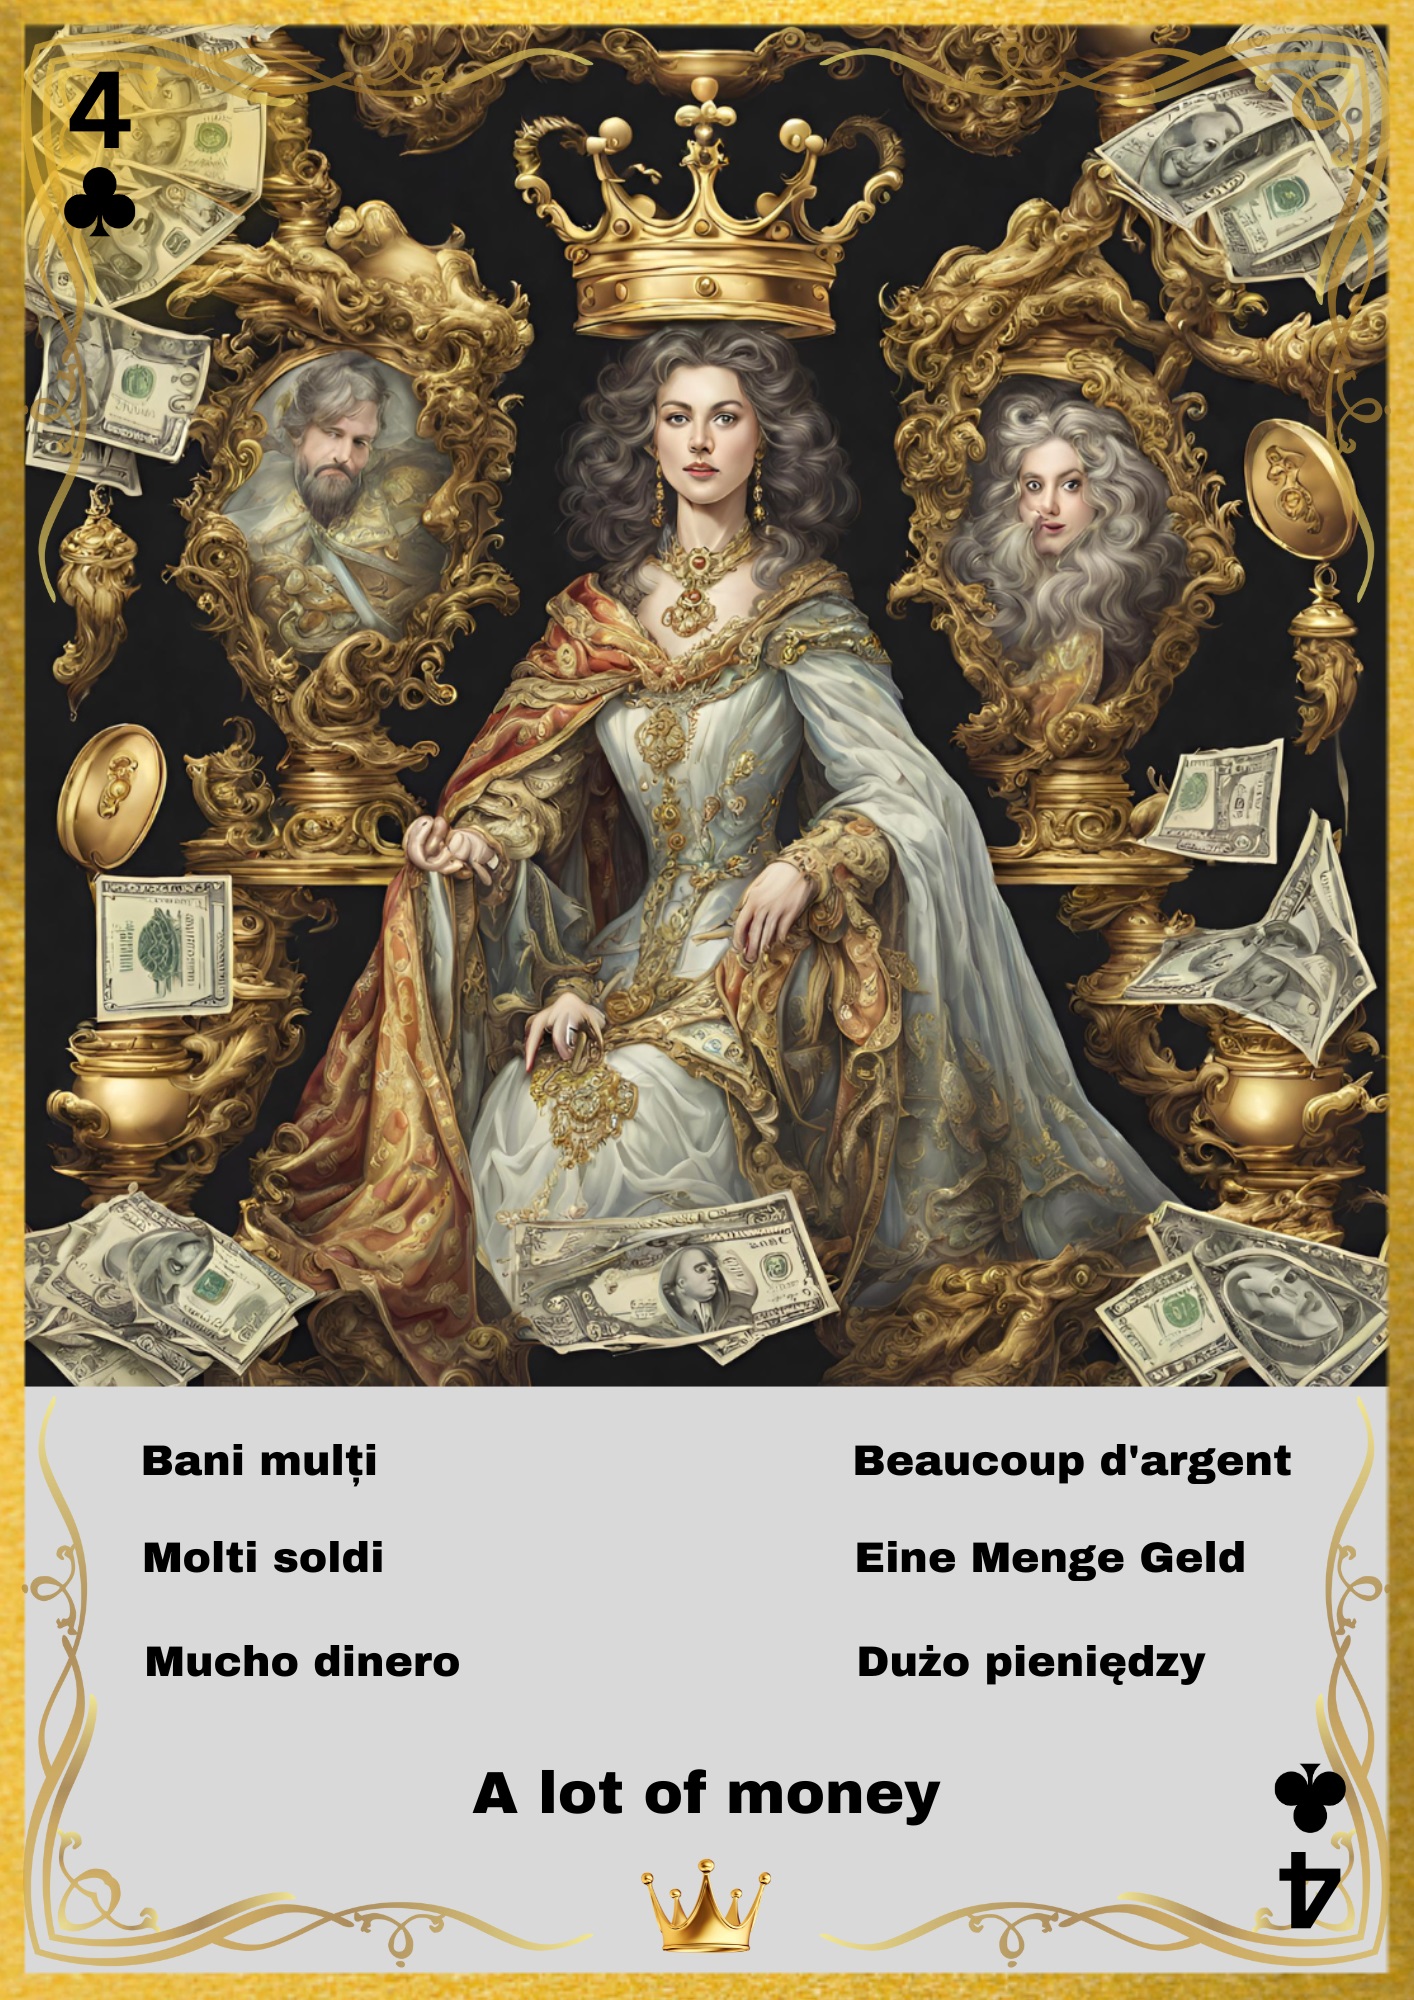 4
♣
Bani mulți
Beaucoup d'argent
Molti soldi
Eine Menge Geld
Mucho dinero
Dużo pieniędzy
A lot of money
♣
4